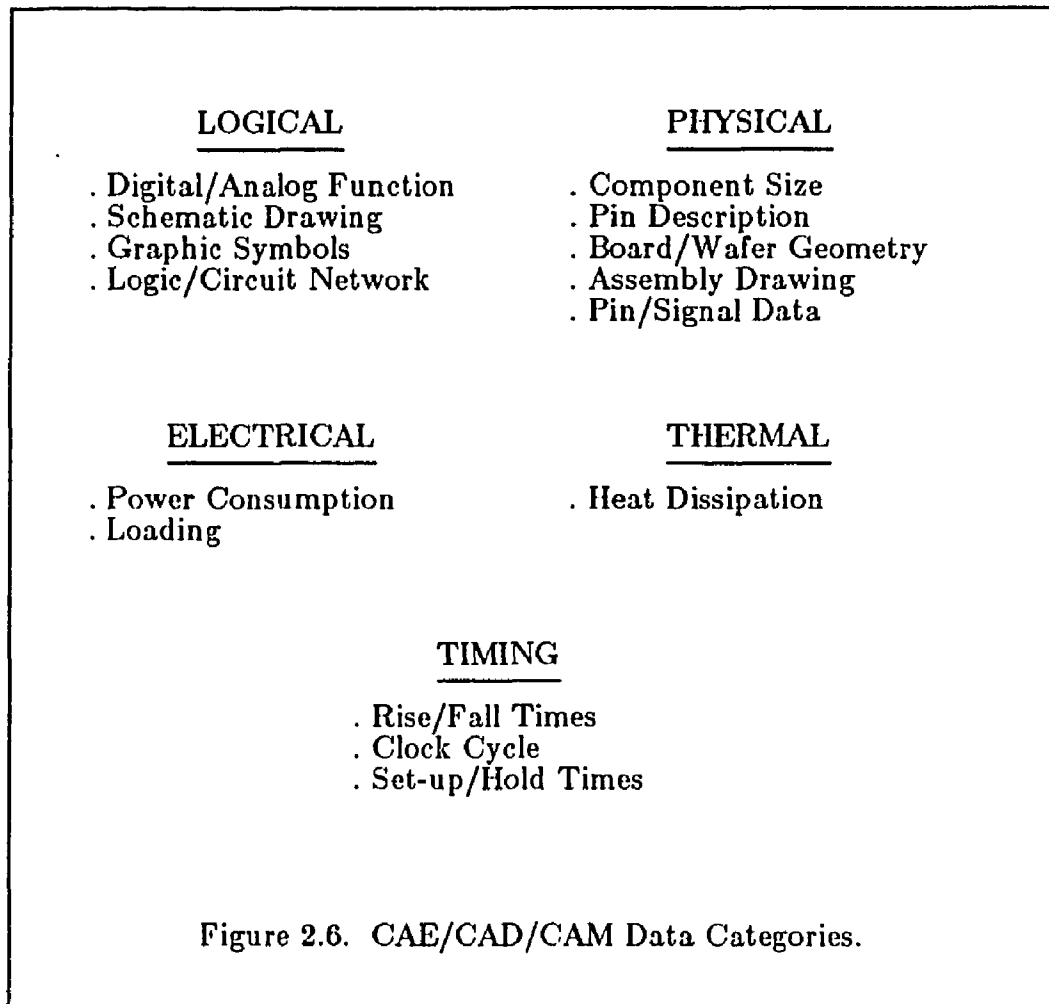 LOGICAL
. Digital/Analog Function
. Schematic Drawing
. Graphic Symbols
. Logic/Circuit Network
PHYSICAL
. Component Size
. Pin Description
. Board/Wafer Geometry
. Assembly Drawing
. Pin/Signal Data
ELECTRICAL
. Power Consumption
. Loading
THERMAL
. Heat Dissipation
TIMING
. Rise/Fall Times
. Clock Cycle
. Set-up/Hold Times
Figure 2.6. CAE/CAD/CAM Data Categories.